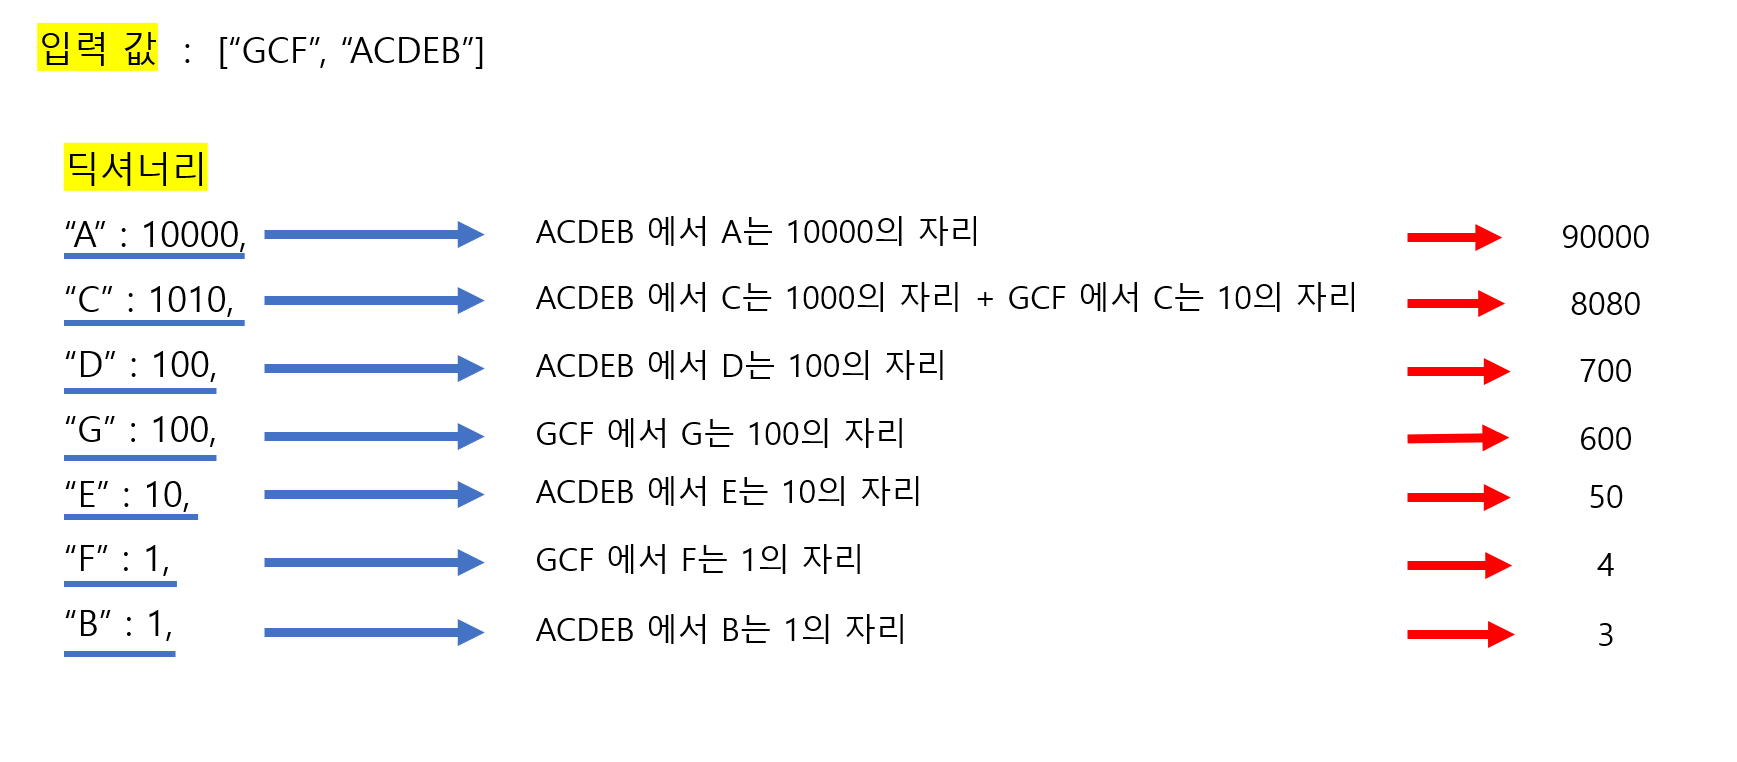 입력 값 : [“GCF”, “ACDEB”]
딕셔너리
“A” : 10000, ACDEB 에서 A는 10000의 자리 90000
“C” : 1010, ACDEB 에서 C는 1000의 자리 + GCF 에서 C는 10의 자리 8080
“D” : 100, ACDEB 에서 D는 100의 자리 700
“G” : 100, GCF 에서 G는 100의 자리 600
“E” : 10, ACDEB 에서 E는 10의 자리 50
“F” : 1, GCF 에서 F는 1의 자리 4
“B” : 1, ACDEB 에서 B는 1의 자리 3